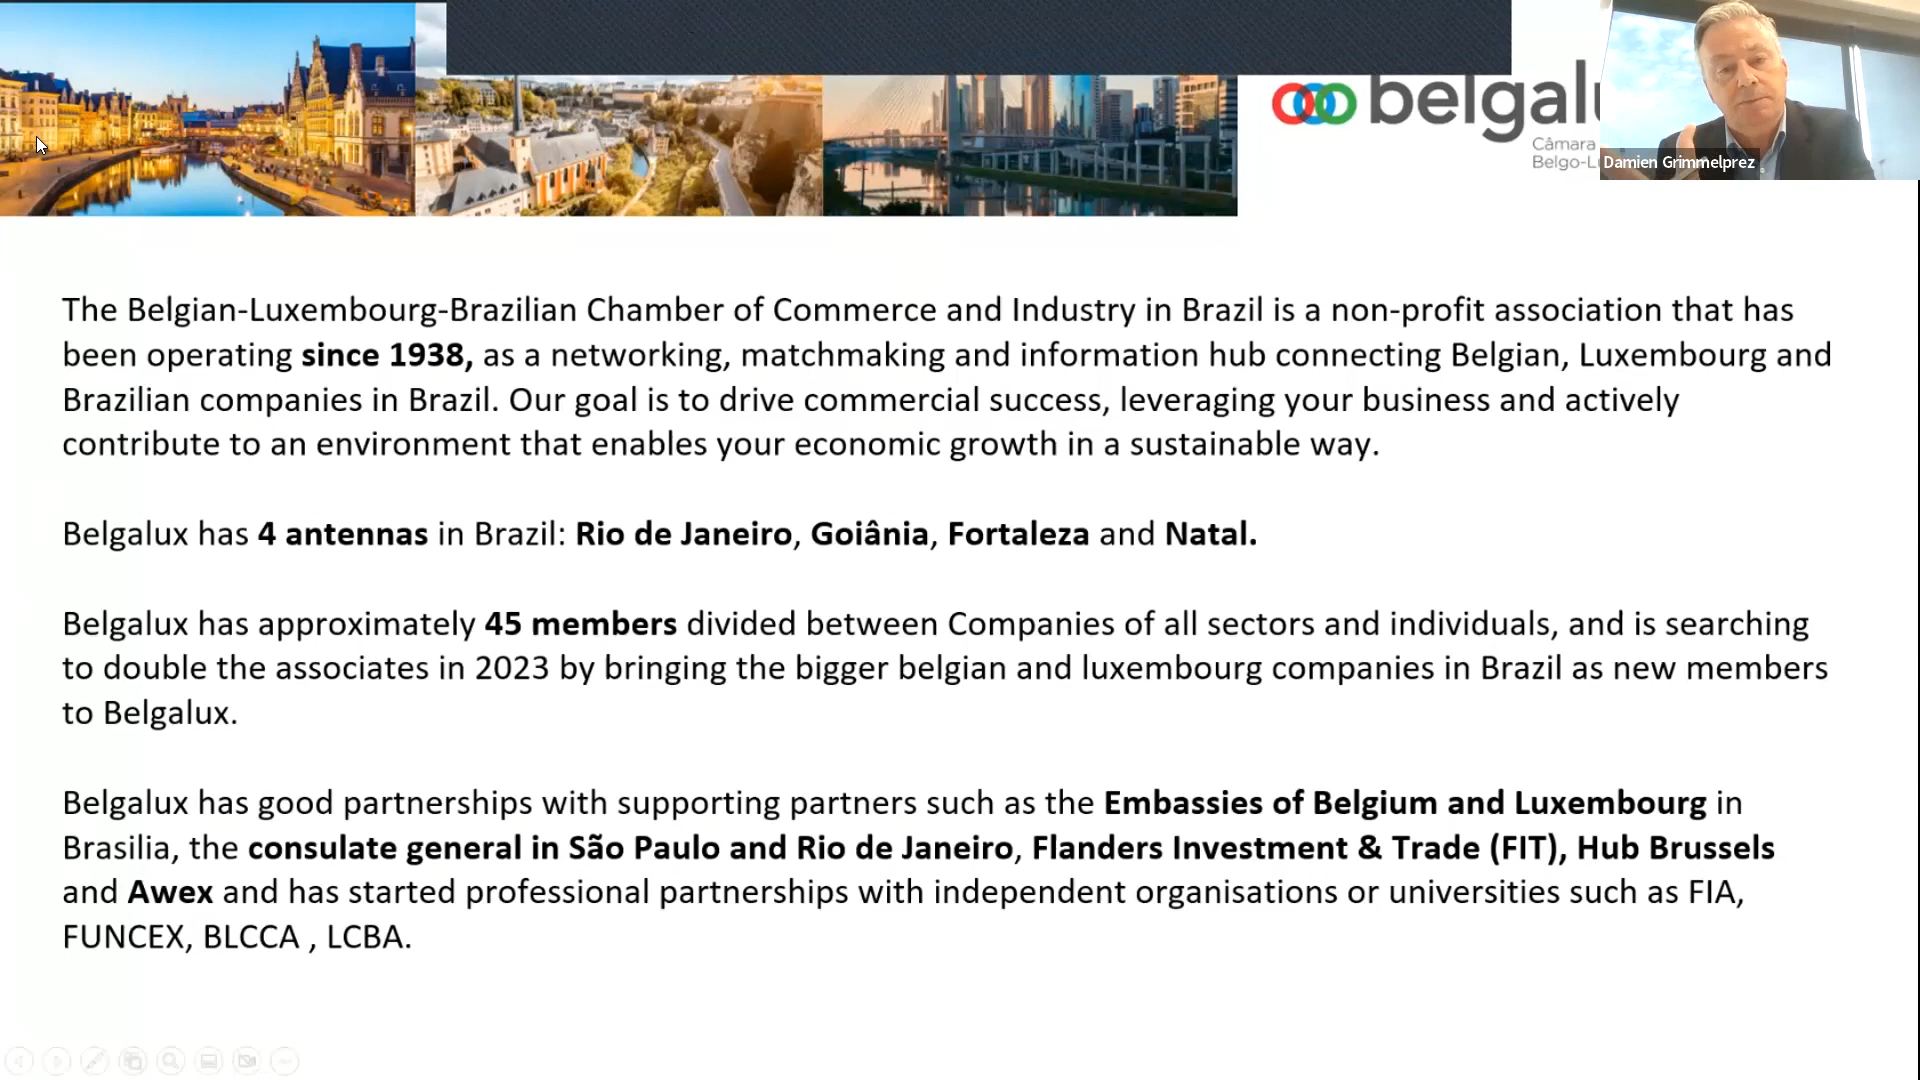 belgalu
Câmara
Belgo-L
Damien Grimmelprez
The Belgian-Luxembourg-Brazilian Chamber of Commerce and Industry in Brazil is a non-profit association that has
been operating since 1938, as a networking, matchmaking and information hub connecting Belgian, Luxembourg and
Brazilian companies in Brazil. Our goal is to drive commercial success, leveraging your business and actively
contribute to an environment that enables your economic growth in a sustainable way.
Belgalux has 4 antennas in Brazil: Rio de Janeiro, Goiânia, Fortaleza and Natal.
Belgalux has approximately 45 members divided between Companies of all sectors and individuals, and is searching
to double the associates in 2023 by bringing the bigger belgian and luxembourg companies in Brazil as new members
to Belgalux.
Belgalux has good partnerships with supporting partners such as the Embassies of Belgium and Luxembourg in
Brasilia, the consulate general in São Paulo and Rio de Janeiro, Flanders Investment & Trade (FIT), Hub Brussels
and Awex and has started professional partnerships with independent organisations or universities such as FIA,
FUNCEX, BLCCA , LCBA.